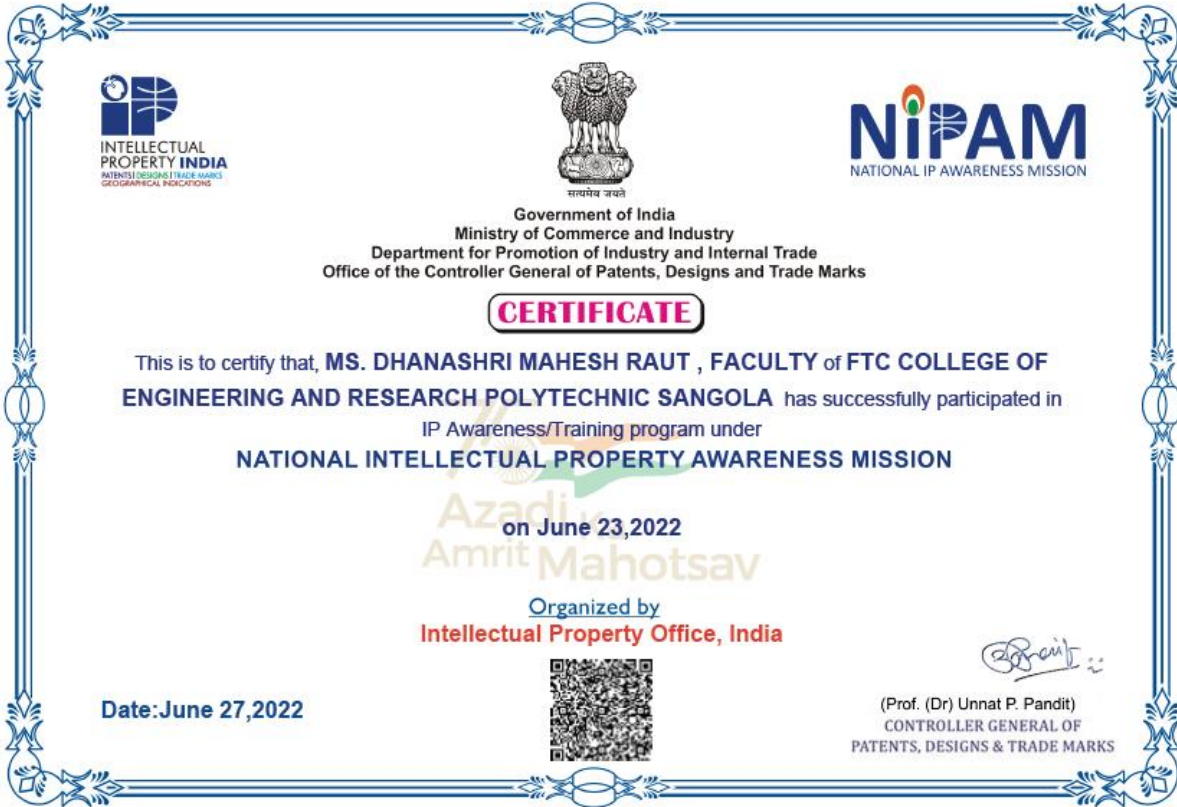 iP
INTELLECTUAL
PROPERTY INDIA
PATENTS | DESIGNS | TRADE MARKS
GEOGRAPHICAL INDICATIONS
सत्यमेव जयते
NiPAM
NATIONAL IP AWARENESS MISSION
Government of India
Ministry of Commerce and Industry
Department for Promotion of Industry and Internal Trade
Office of the Controller General of Patents, Designs and Trade Marks
CERTIFICATE
This is to certify that, MS. DHANASHRI MAHESH RAUT , FACULTY of FTC COLLEGE OF
ENGINEERING AND RESEARCH POLYTECHNIC SANGOLA has successfully participated in
IP Awareness/Training program under
NATIONAL INTELLECTUAL PROPERTY AWARENESS MISSION
Azadi Ka
on June 23,2022
Amrit Mahotsav
Organized by
Intellectual Property Office, India
Date:June 27,2022
(Prof. (Dr) Unnat P. Pandit)
CONTROLLER GENERAL OF
PATENTS, DESIGNS & TRADE MARKS